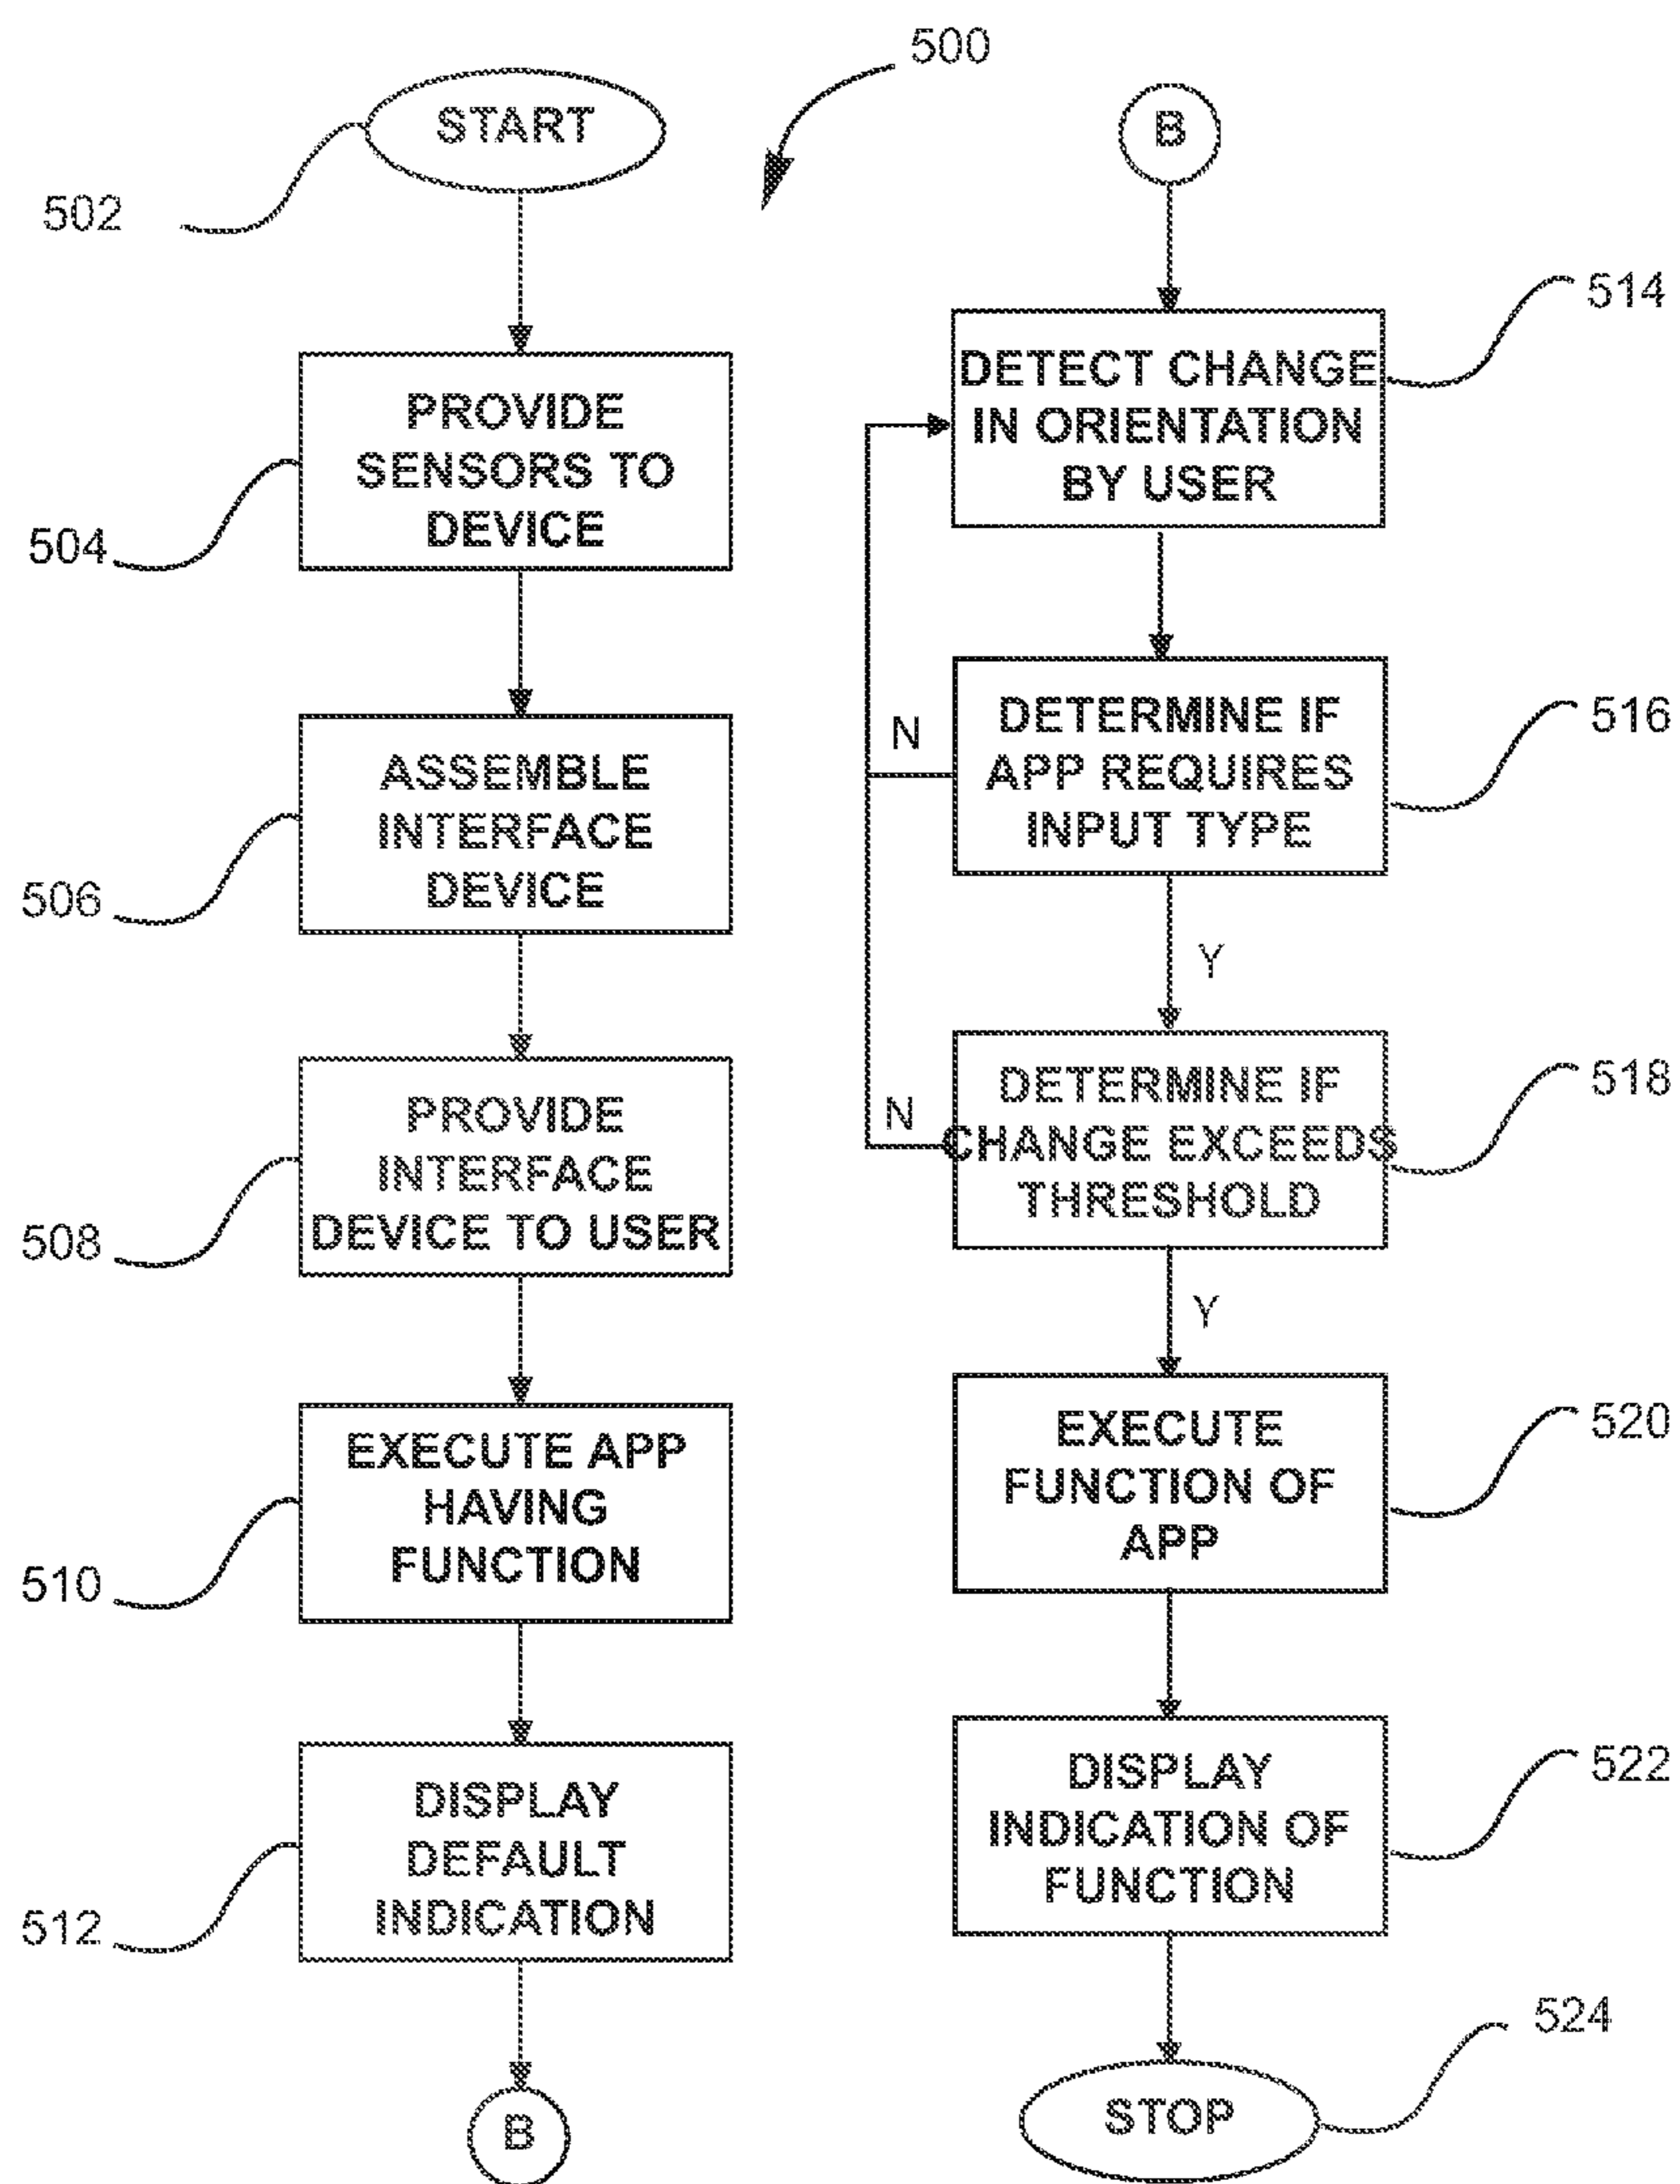 500
START
502
PROVIDE
SENSORS TO
DEVICE
504
ASSEMBLE
INTERFACE
DEVICE
506
PROVIDE
INTERFACE
DEVICE TO USER
508
EXECUTE APP
HAVING
FUNCTION
510
DISPLAY
DEFAULT
INDICATION
512
B
B
DETECT CHANGE
IN ORIENTATION
BY USER
514
DETERMINE IF
APP REQUIRES
INPUT TYPE
516
N
Y
DETERMINE IF
CHANGE EXCEEDS
THRESHOLD
518
N
Y
EXECUTE
FUNCTION OF
APP
520
DISPLAY
INDICATION OF
FUNCTION
522
STOP
524